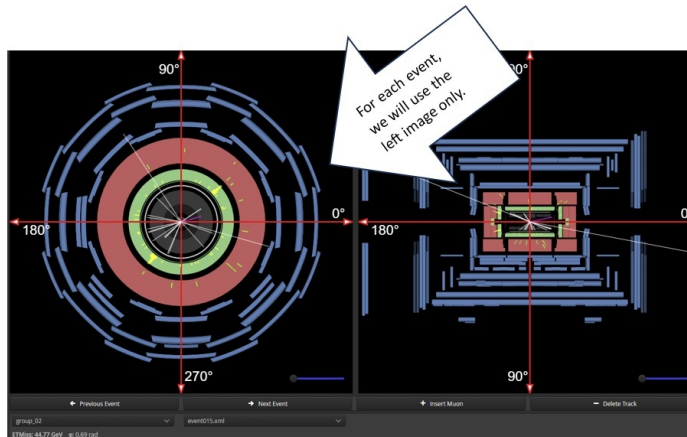 For each event,
we will use the
left image only.
90°
0°
180°
270°
0°
180°
90°
Previous Event
Next Event
Insert Muon
Delete Track
group_02
event015.xml
ETMiss: 44.77 GeV φ: 0.69 rad